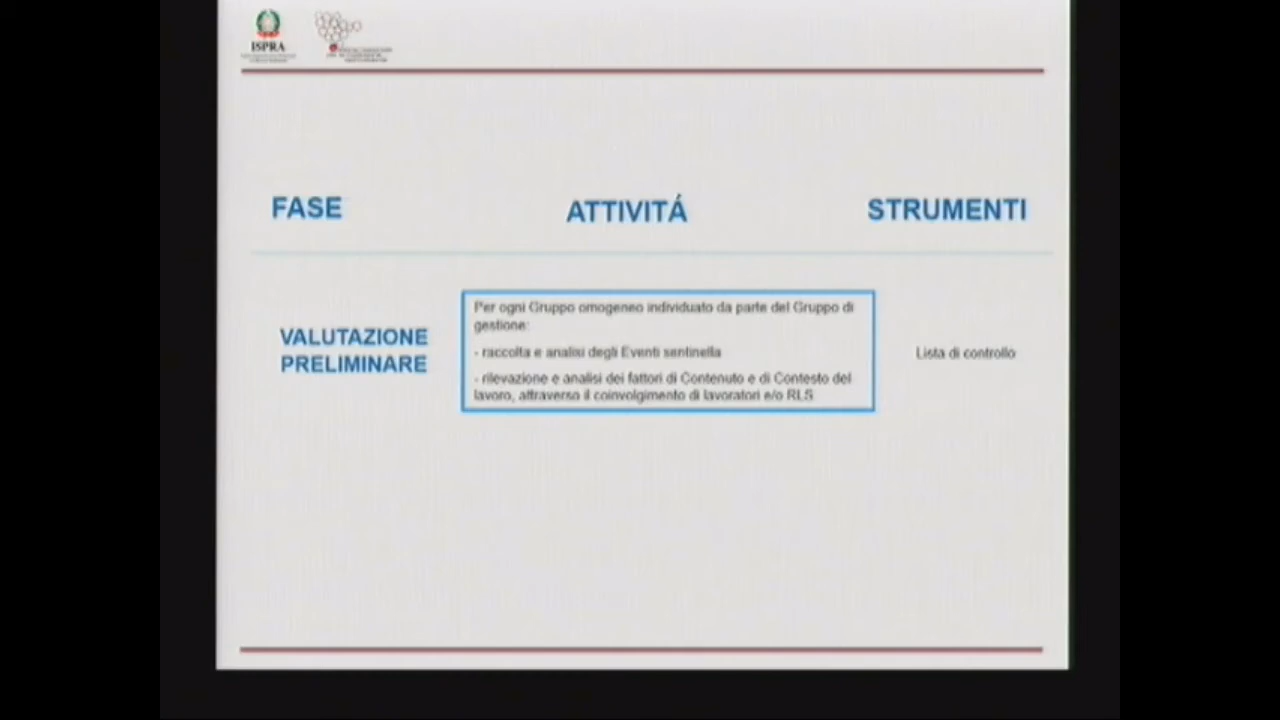 ISPRA
FASE
ATTIVITÁ
STRUMENTI
VALUTAZIONE
PRELIMINARE
Per ogni Gruppo omogeneo individuato da parte del Gruppo di
gestione:
- raccolta e analisi degli Eventi sentinella
- rilevazione e analisi dei fattori di Contenuto e di Contesto del
lavoro, attraverso il coinvolgimento di lavoratori e/o RLS
Lista di controllo